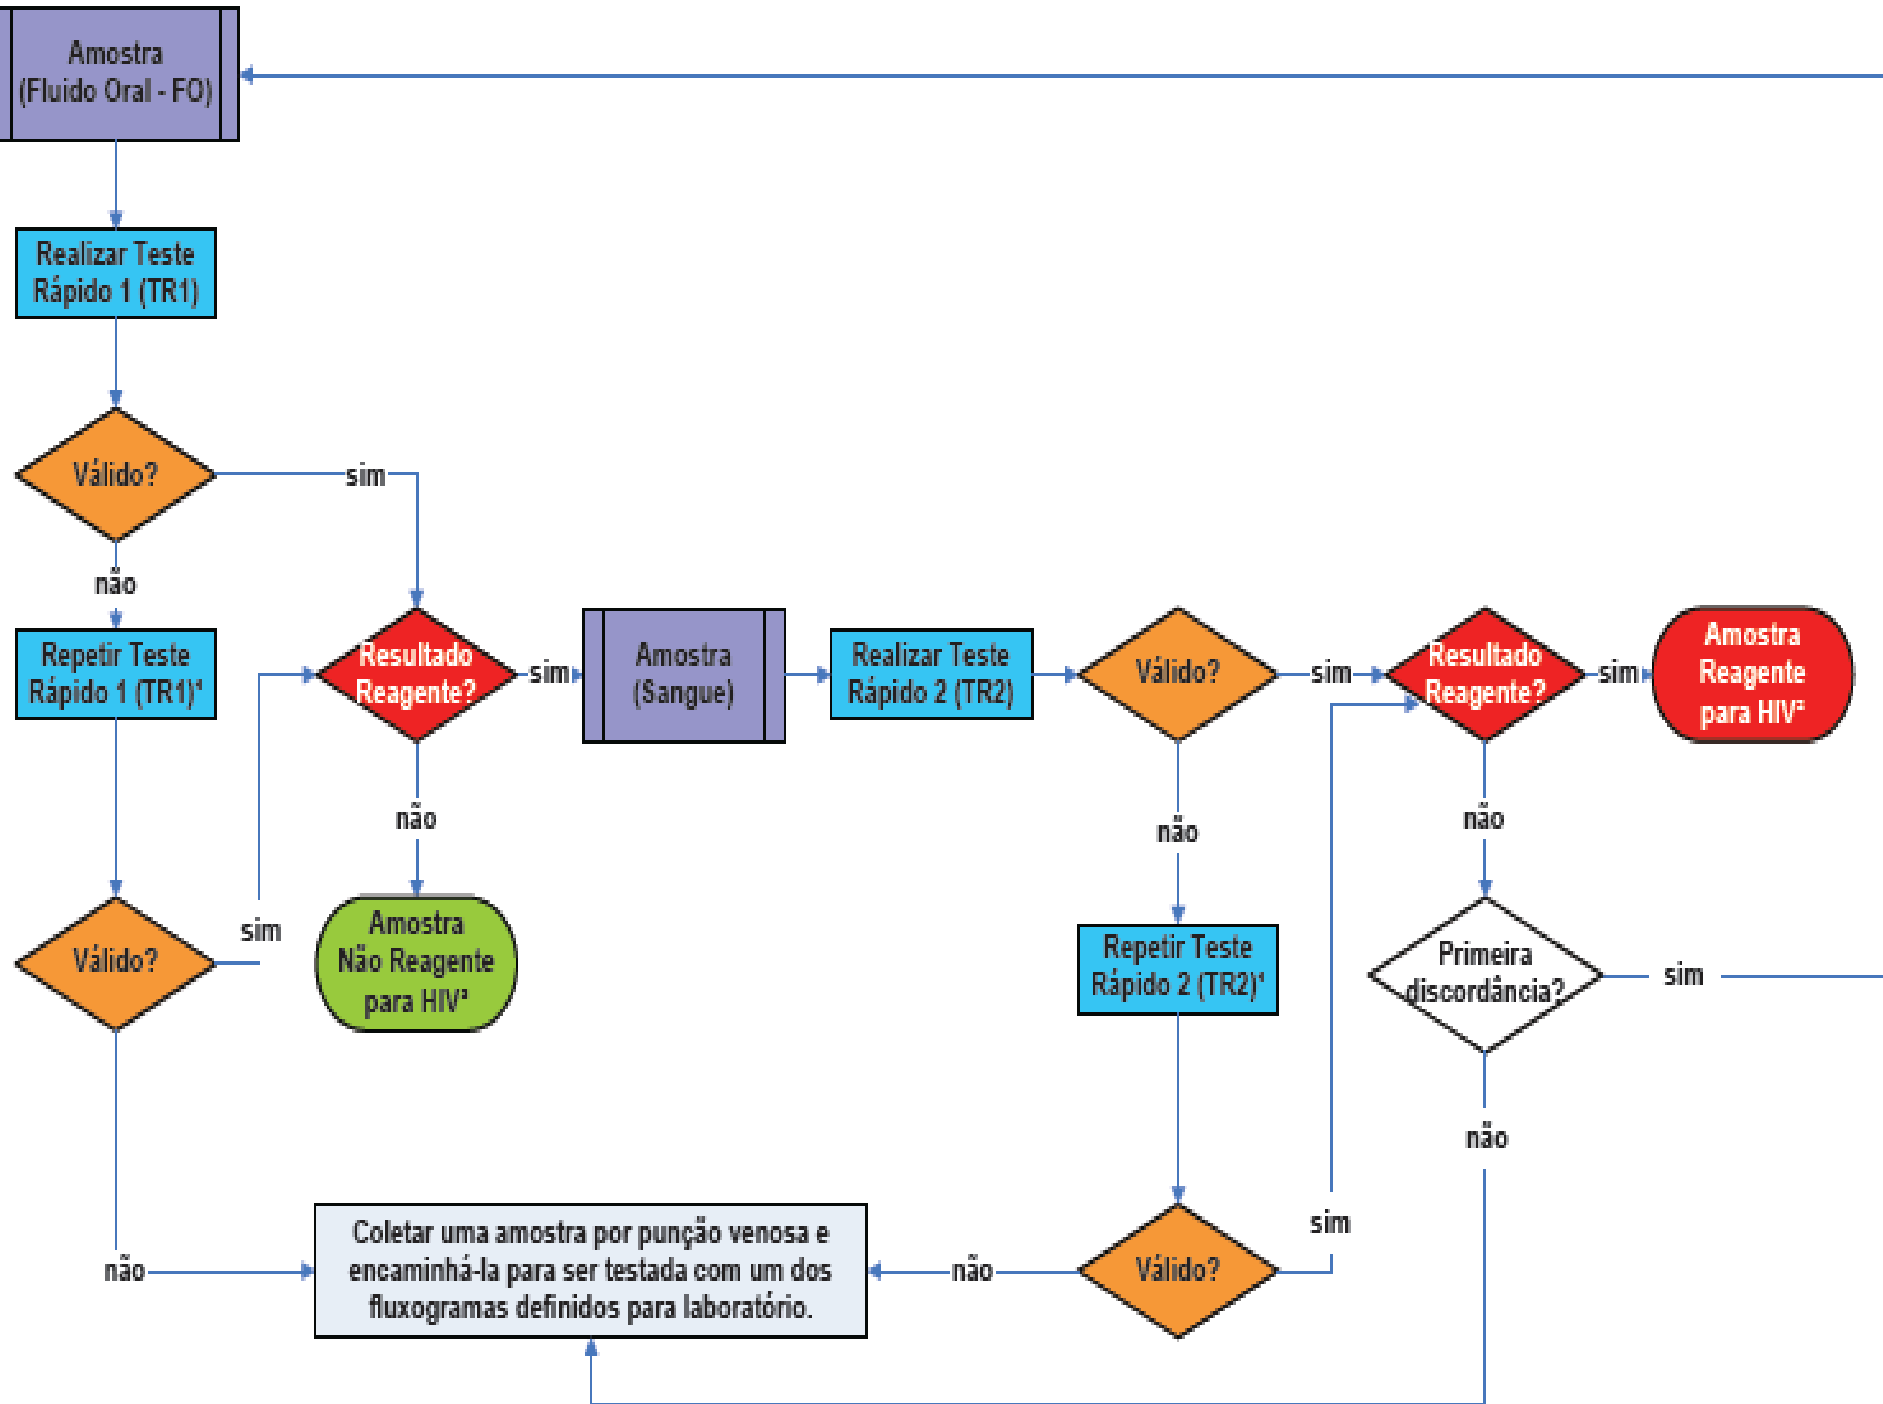 Amostra
(Fluido Oral - FO)
Realizar Teste
Rápido 1 (TR1)
Válido?
sim
não
Repetir Teste
Rápido 1 (TR1)¹
Resultado
Reagente?
sim
Amostra
(Sangue)
Realizar Teste
Rápido 2 (TR2)
Válido?
sim
Resultado
Reagente?
sim
Amostra
Reagente
para HIV²
não
não
não
Válido?
sim
Amostra
Não Reagente
para HIV³
Repetir Teste
Rápido 2 (TR2)¹
Primeira
discordância?
sim
não
não
Coletar uma amostra por punção venosa e
encaminhá-la para ser testada com um dos
fluxogramas definidos para laboratório.
não
Válido?
sim